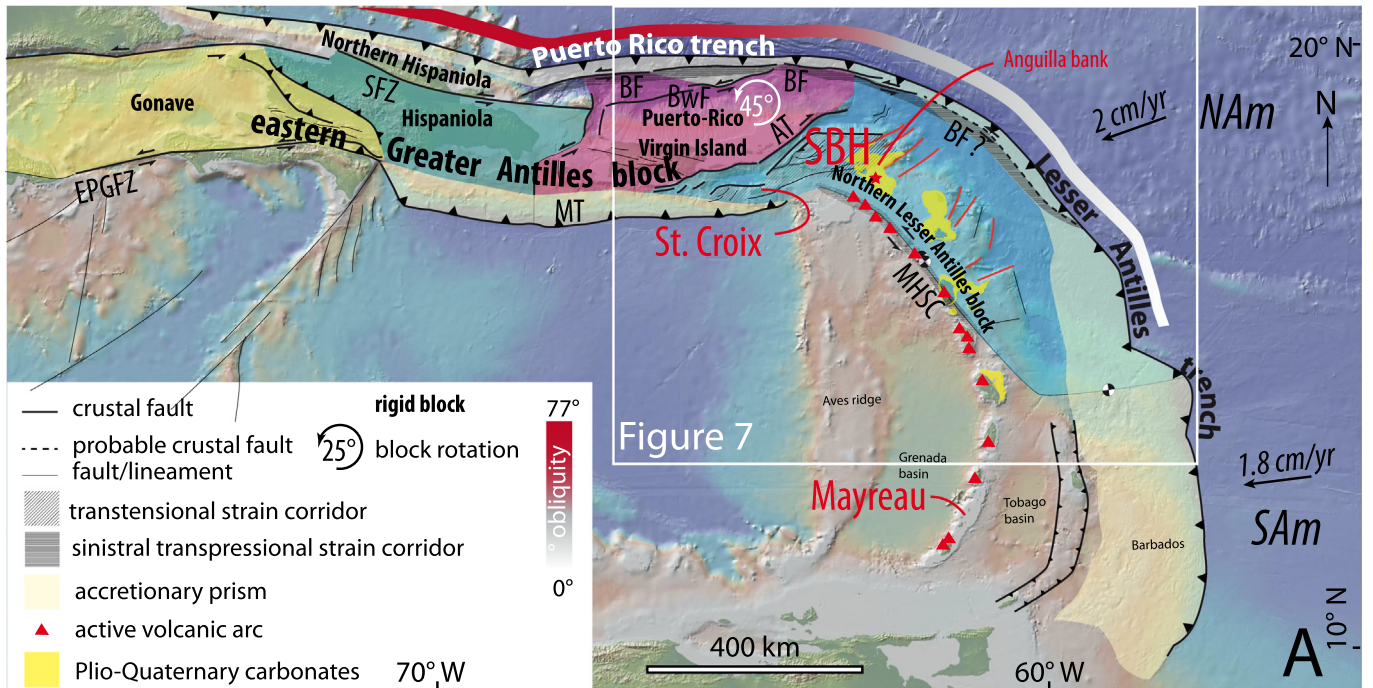 20° N
Puerto Rico trench
Northern Hispaniola
Anguilla bank
2 cm/yr
NAm
N
Gonave
SFZ
Hispaniola
BF
BwF
BF
45°
Puerto-Rico
Virgin Island
AT
SBH
BF ?
eastern Greater Antilles block
EPGFZ
MT
St. Croix
Northern Lesser Antilles block
MHSC
Lesser Antilles trench
crustal fault
rigid block
77°
probable crustal fault
25°
block rotation
fault/lineament
° obliquity
0°
transtensional strain corridor
sinistral transpressional strain corridor
accretionary prism
active volcanic arc
Plio-Quaternary carbonates
Aves ridge
Figure 7
Grenada
basin
Mayreau
Tobago
basin
Barbados
1.8 cm/yr
SAm
10° N
400 km
70° W
60° W
A